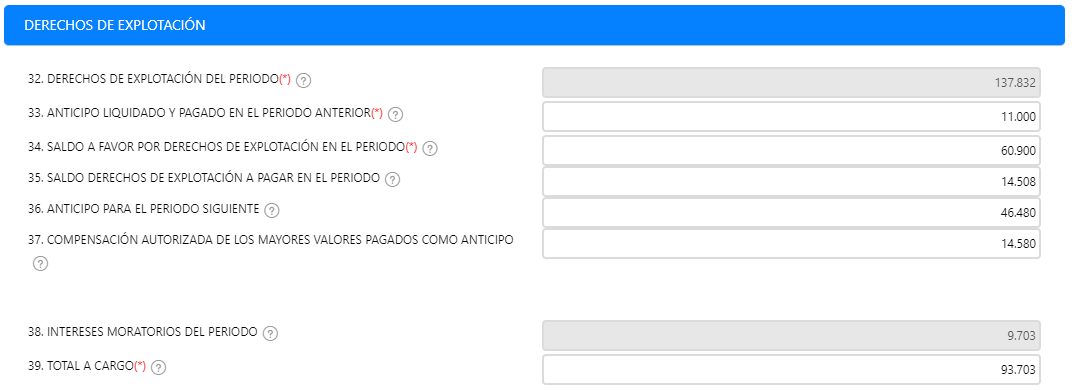 DERECHOS DE EXPLOTACIÓN
32. DERECHOS DE EXPLOTACIÓN DEL PERIODO(*) ? 137.832
33. ANTICIPO LIQUIDADO Y PAGADO EN EL PERIODO ANTERIOR(*) ? 11.000
34. SALDO A FAVOR POR DERECHOS DE EXPLOTACIÓN EN EL PERIODO(*) ? 60.900
35. SALDO DERECHOS DE EXPLOTACIÓN A PAGAR EN EL PERIODO ? 14.508
36. ANTICIPO PARA EL PERIODO SIGUIENTE ? 46.480
37. COMPENSACIÓN AUTORIZADA DE LOS MAYORES VALORES PAGADOS COMO ANTICIPO 14.580
?
38. INTERESES MORATORIOS DEL PERIODO ? 9.703
39. TOTAL A CARGO(*) ? 93.703